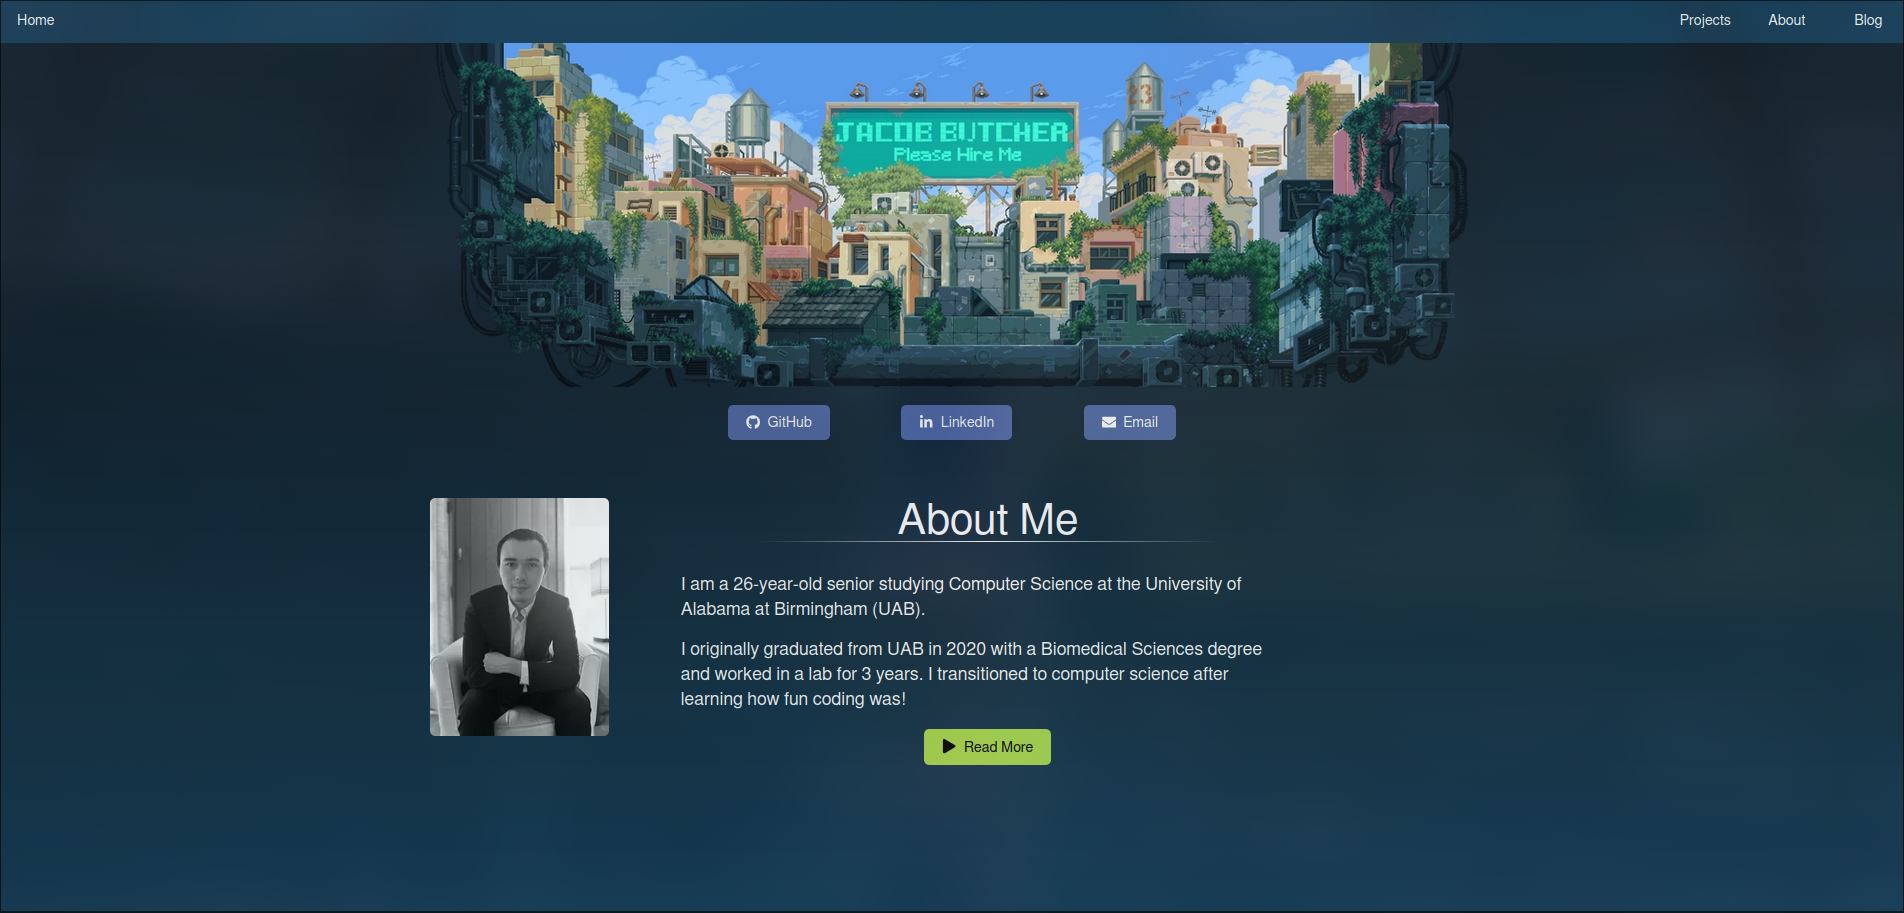 Home
Projects
About
Blog
23
JACOB BUTCHER
Please Hire Me
GitHub
LinkedIn
Email
About Me
I am a 26-year-old senior studying Computer Science at the University of
Alabama at Birmingham (UAB).
I originally graduated from UAB in 2020 with a Biomedical Sciences degree
and worked in a lab for 3 years. I transitioned to computer science after
learning how fun coding was!
Read More